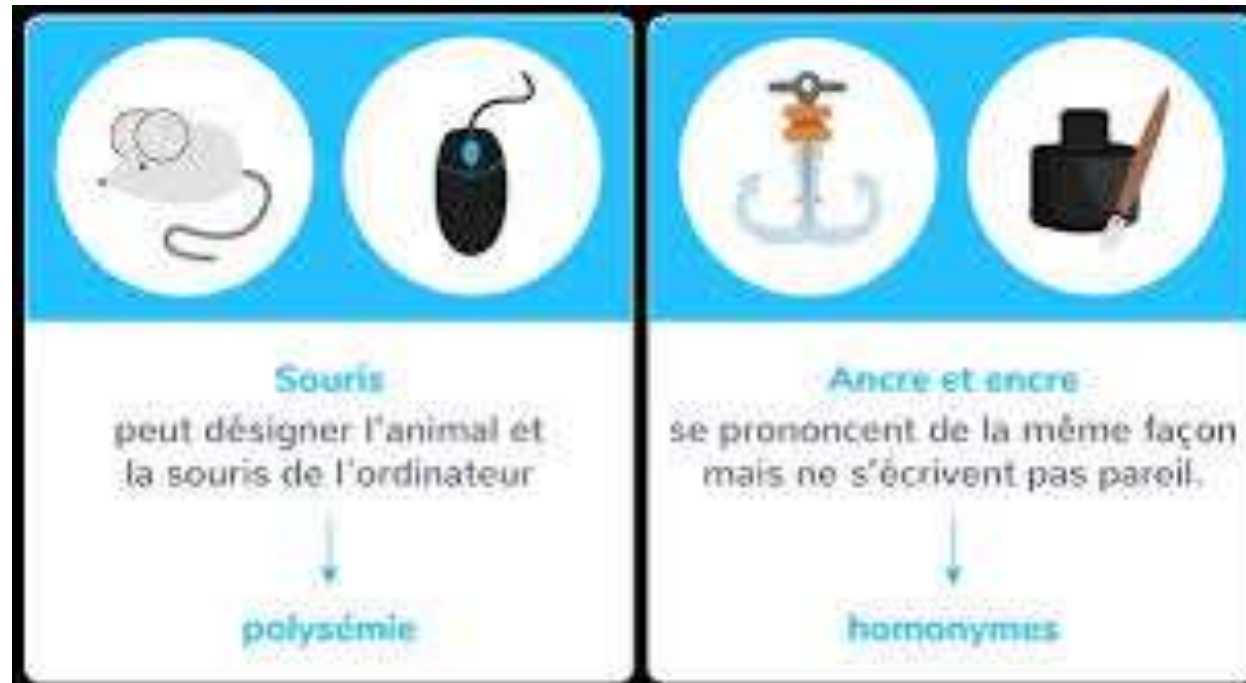 Souris
peut désigner l'animal et
la souris de l'ordinateur
polysémie
Ancre et encre
se prononcent de la même façon
mais ne s'écrivent pas pareil.
homonymes